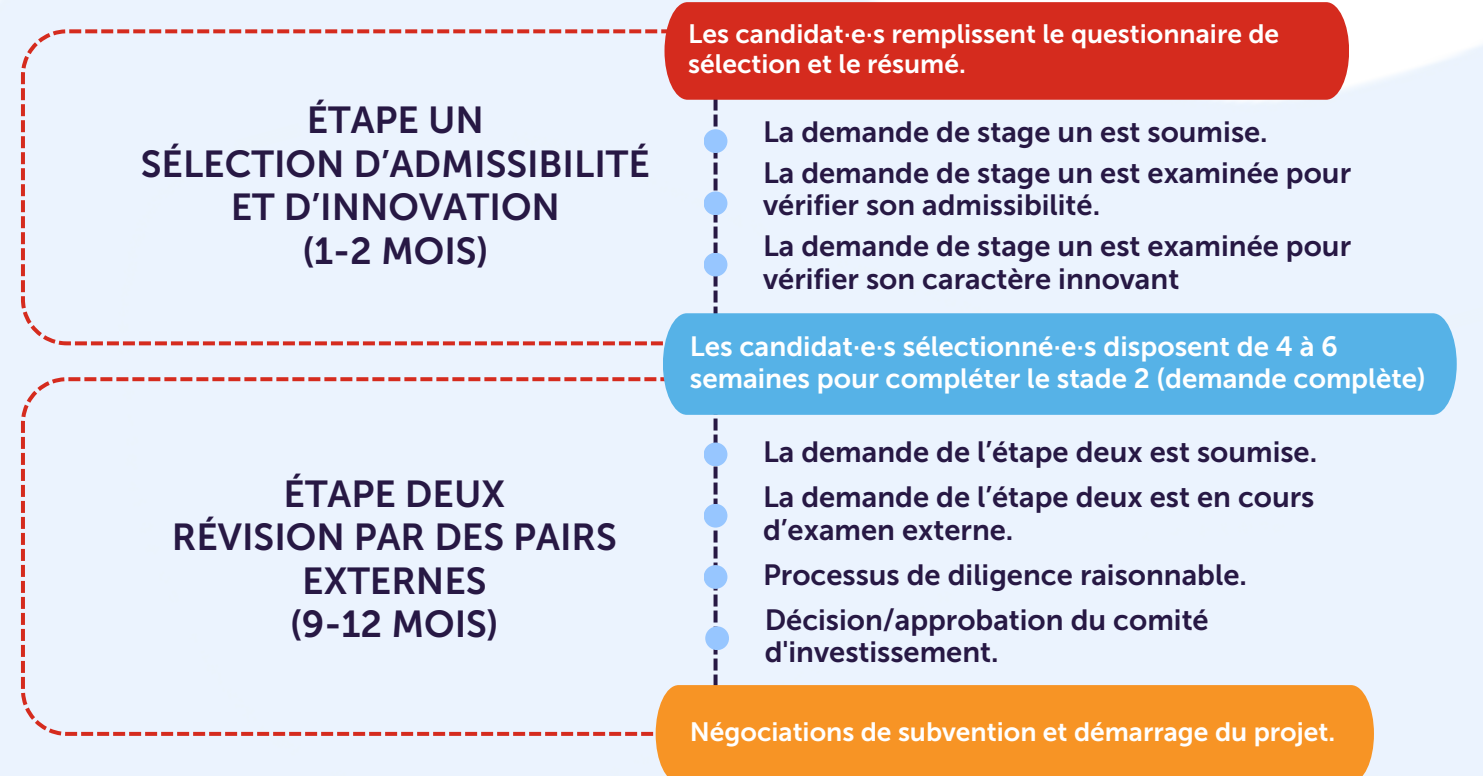 Les candidat·e·s remplissent le questionnaire de
sélection et le résumé.
ÉTAPE UN
SÉLECTION D’ADMISSIBILITÉ
ET D’INNOVATION
(1-2 MOIS)
La demande de stage un est soumise.
La demande de stage un est examinée pour
vérifier son admissibilité.
La demande de stage un est examinée pour
vérifier son caractère innovant
Les candidat·e·s sélectionné·e·s disposent de 4 à 6
semaines pour compléter le stade 2 (demande complète)
ÉTAPE DEUX
RÉVISION PAR DES PAIRS
EXTERNES
(9-12 MOIS)
La demande de l’étape deux est soumise.
La demande de l’étape deux est en cours
d’examen externe.
Processus de diligence raisonnable.
Décision/approbation du comité
d'investissement.
Négociations de subvention et démarrage du projet.